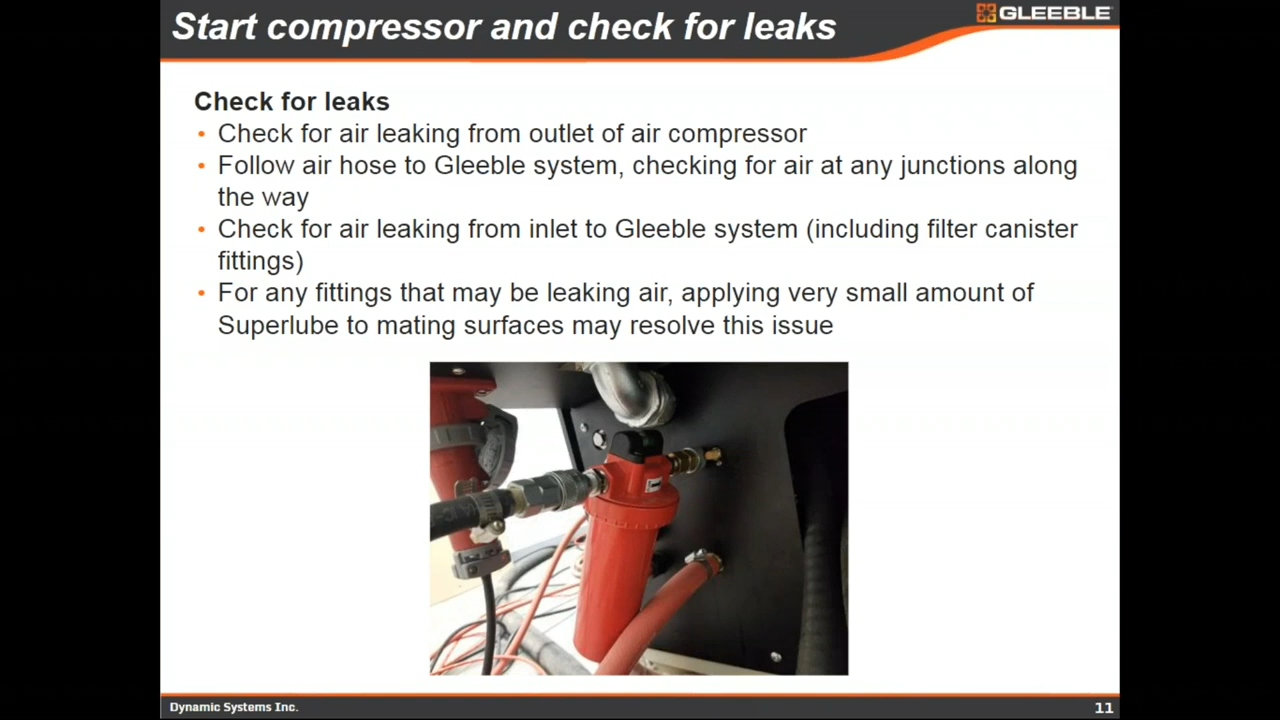 Start compressor and check for leaks
GLEEBLE
Check for leaks
• Check for air leaking from outlet of air compressor
• Follow air hose to Gleeble system, checking for air at any junctions along
the way
• Check for air leaking from inlet to Gleeble system (including filter canister
fittings)
• For any fittings that may be leaking air, applying very small amount of
Superlube to mating surfaces may resolve this issue
Dynamic Systems Inc.
11